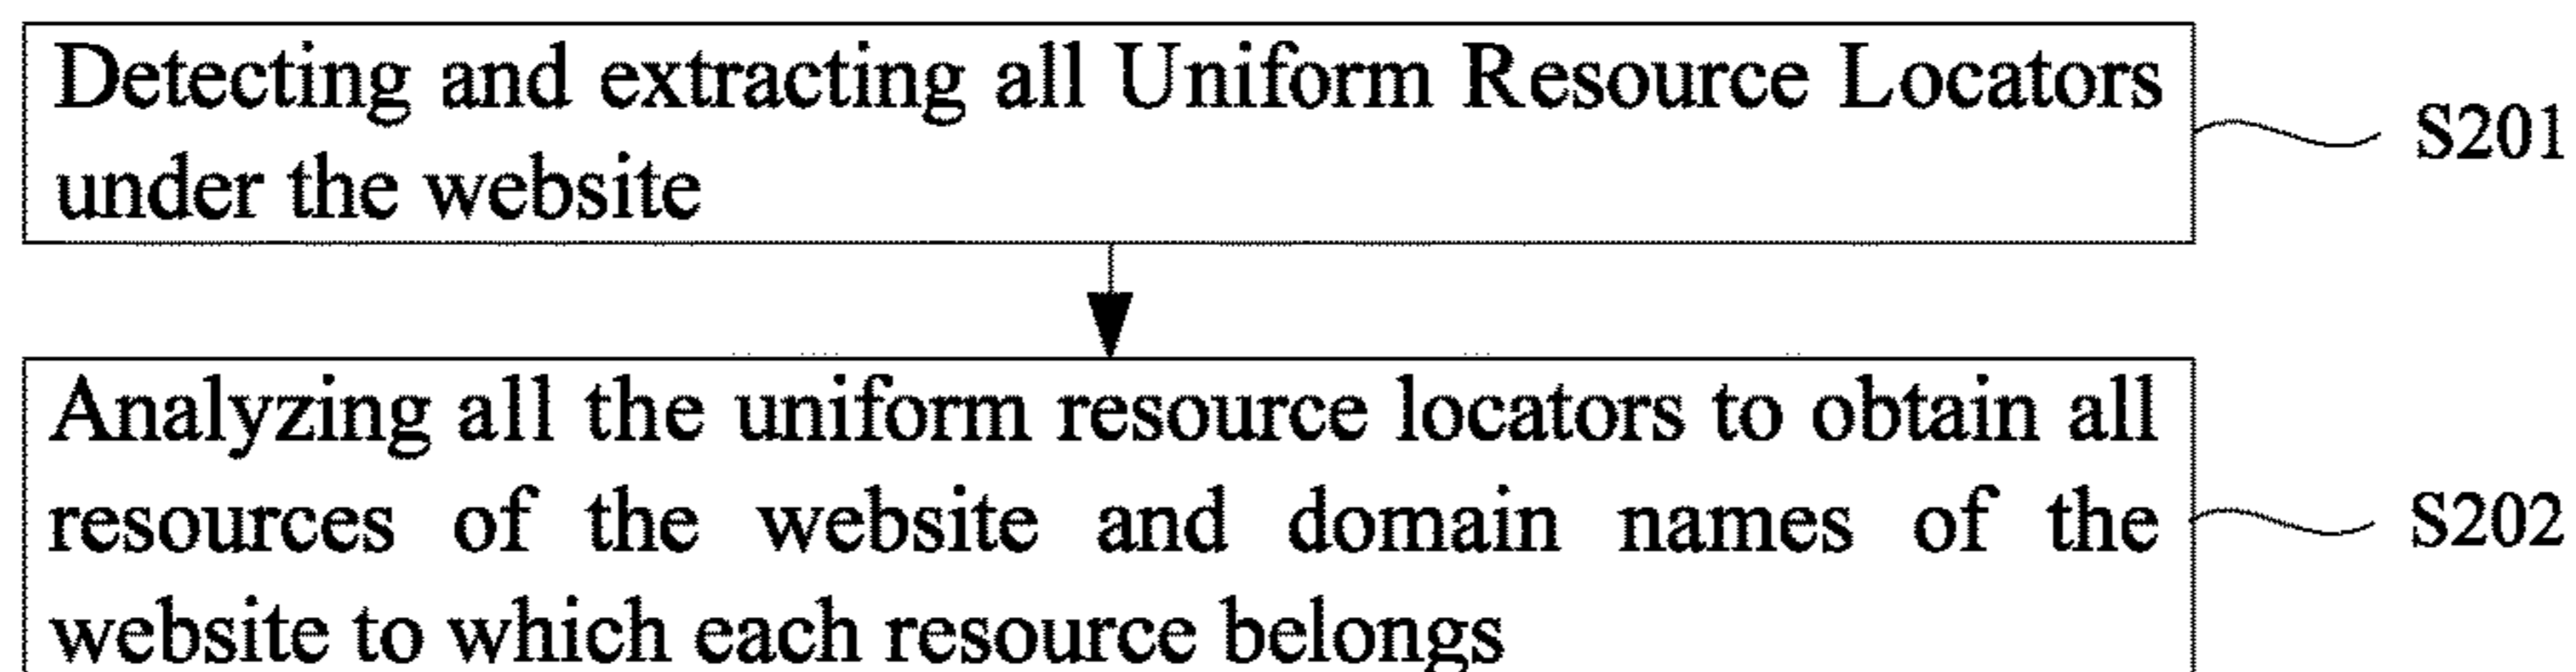 Detecting and extracting all Uniform Resource Locators
under the website
S201
Analyzing all the uniform resource locators to obtain all
resources of the website and domain names of the
website to which each resource belongs
S202